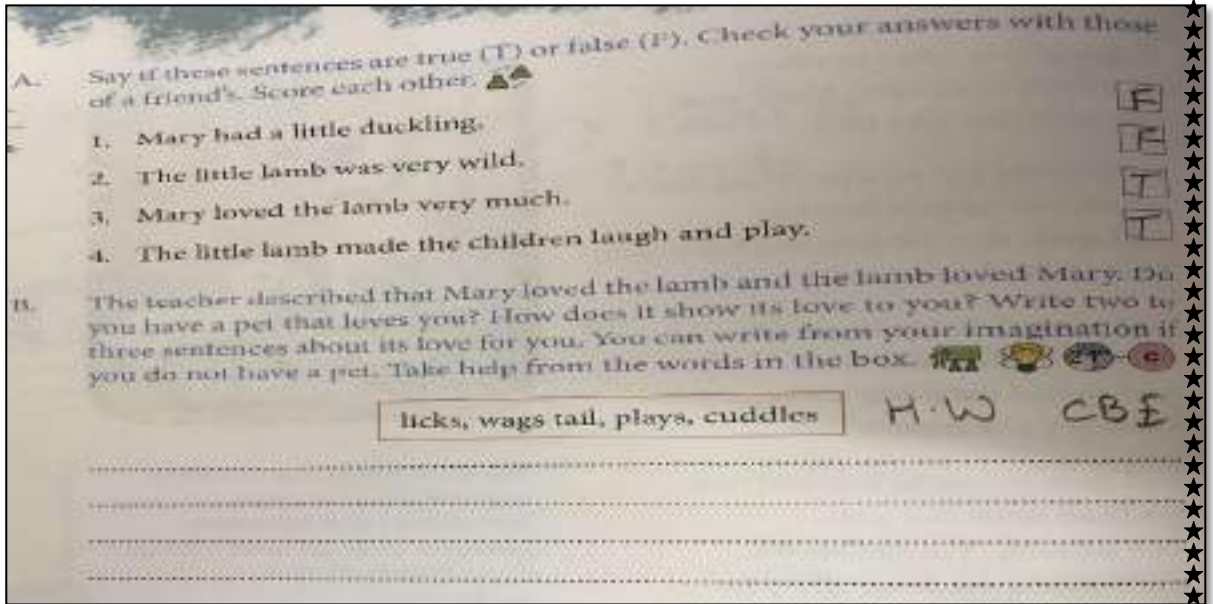 A. Say if these sentences are true (T) or false (F). Check your answers with those
of a friend's. Score each other.
1. Mary had a little duckling. F
2. The little lamb was very wild. F
3. Mary loved the lamb very much. T
4. The little lamb made the children laugh and play. T
B. The teacher described that Mary loved the lamb and the lamb loved Mary. Do
you have a pet that loves you? How does it show its love to you? Write two to
three sentences about its love for you. You can write from your imagination if
you do not have a pet. Take help from the words in the box.
licks, wags tail, plays, cuddles H.W CBE